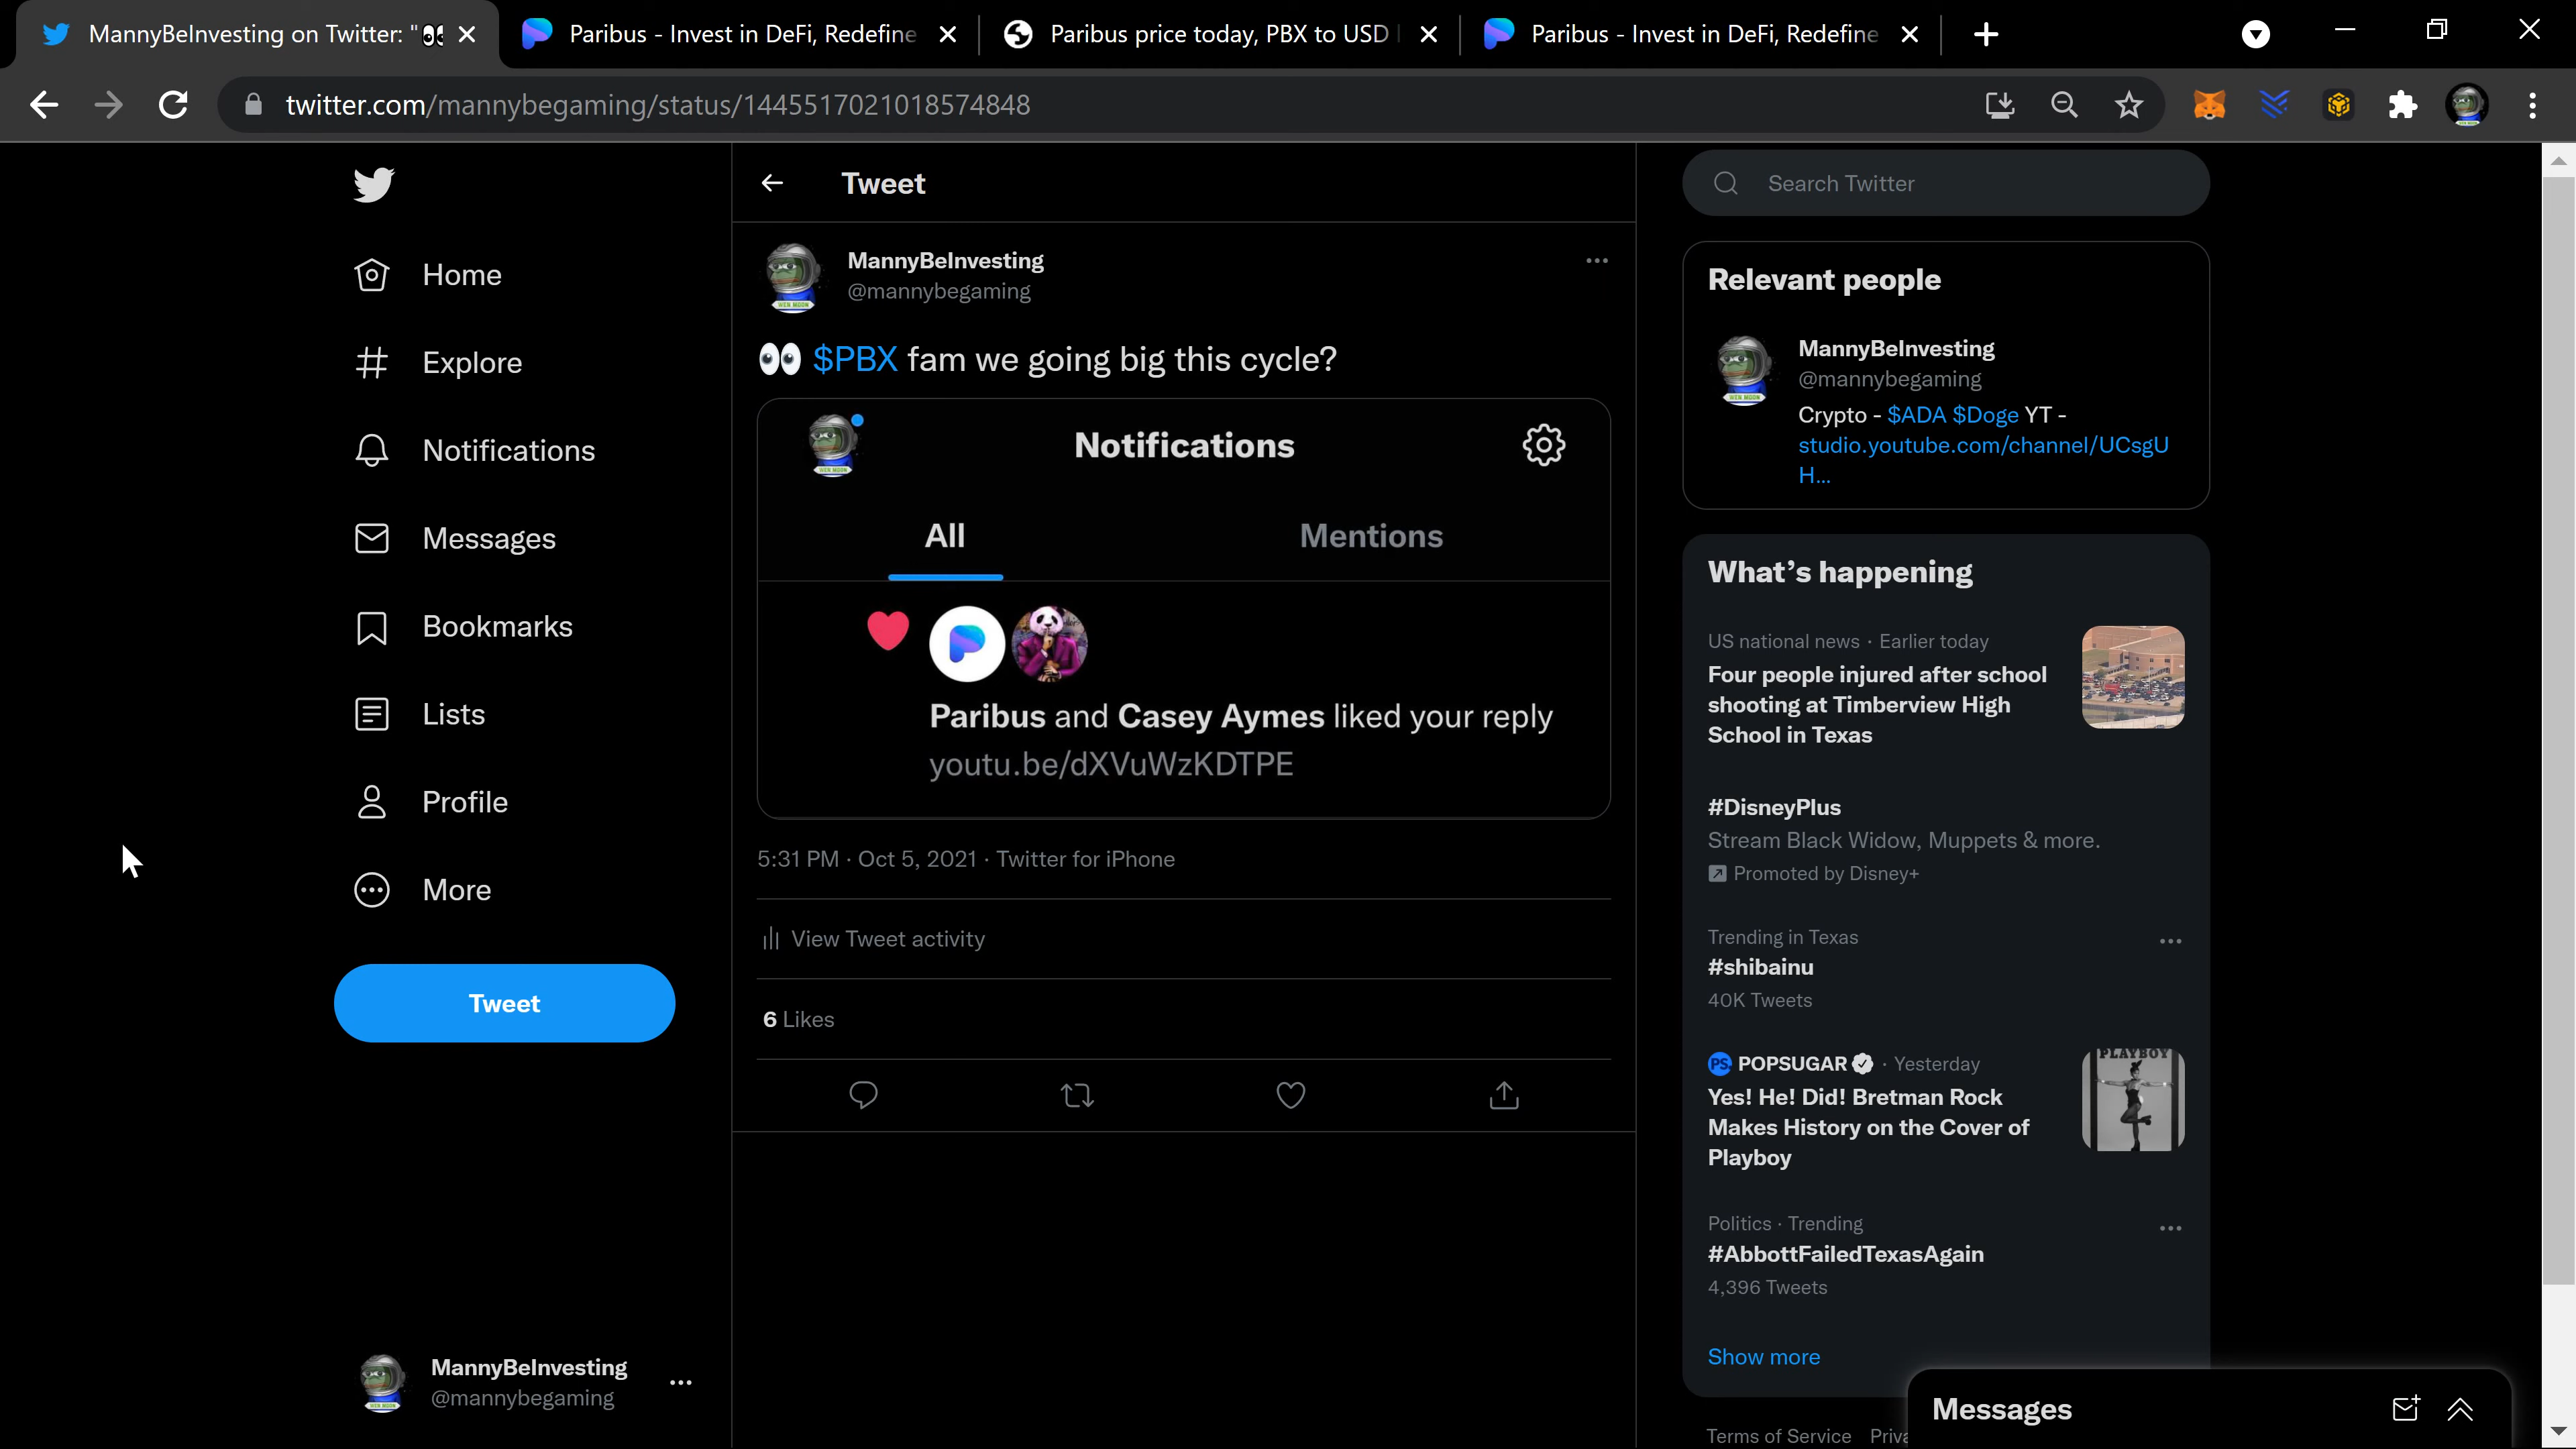 MannyBeInvesting on Twitter: "👀
Paribus - Invest in DeFi, Redefine
Paribus price today, PBX to USD
Paribus - Invest in DeFi, Redefine
twitter.com/mannybegaming/status/1445517021018574848
Home
Explore
Notifications
Messages
Bookmarks
Lists
Profile
More
Tweet
MannyBeInvesting
@mannybegaming
Tweet
MannyBeInvesting
@mannybegaming
👀 $PBX fam we going big this cycle?
Notifications
All
Mentions
Paribus and Casey Aymes liked your reply
youtu.be/dXVuWzKDTPE
5:31 PM · Oct 5, 2021 · Twitter for iPhone
View Tweet activity
6 Likes
Search Twitter
Relevant people
MannyBeInvesting
@mannybegaming
Crypto - $ADA $Doge YT -
studio.youtube.com/channel/UCsgU
H...
What's happening
US national news · Earlier today
Four people injured after school
shooting at Timberview High
School in Texas
#DisneyPlus
Stream Black Widow, Muppets & more.
Promoted by Disney+
Trending in Texas
#shibainu
40K Tweets
PS POPSUGAR · Yesterday
Yes! He! Did! Bretman Rock
Makes History on the Cover of
Playboy
PLAYBOY
Politics · Trending
#AbbottFailedTexasAgain
4,396 Tweets
Show more
Terms of Service
Messages